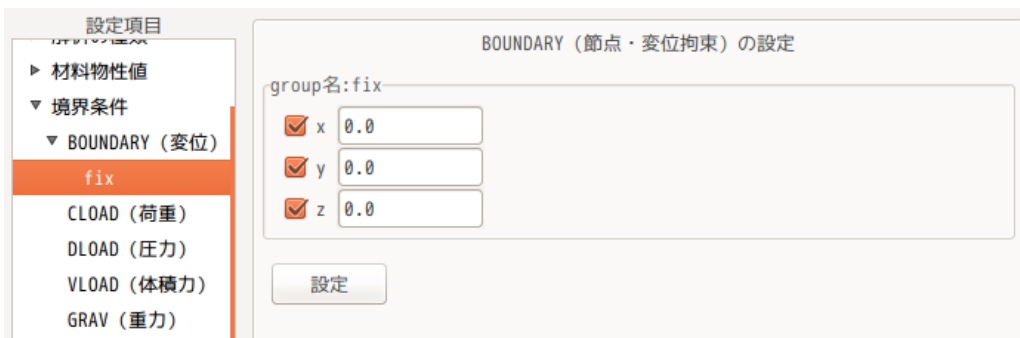 設定項目
▶ 材料物性値
▼ 境界条件
▼ BOUNDARY (変位)
fix
CLOAD (荷重)
DLOAD (圧力)
VLOAD (体積力)
GRAV (重力)
BOUNDARY (節点・変位拘束) の設定
group名:fix
x 0.0
y 0.0
z 0.0
設定